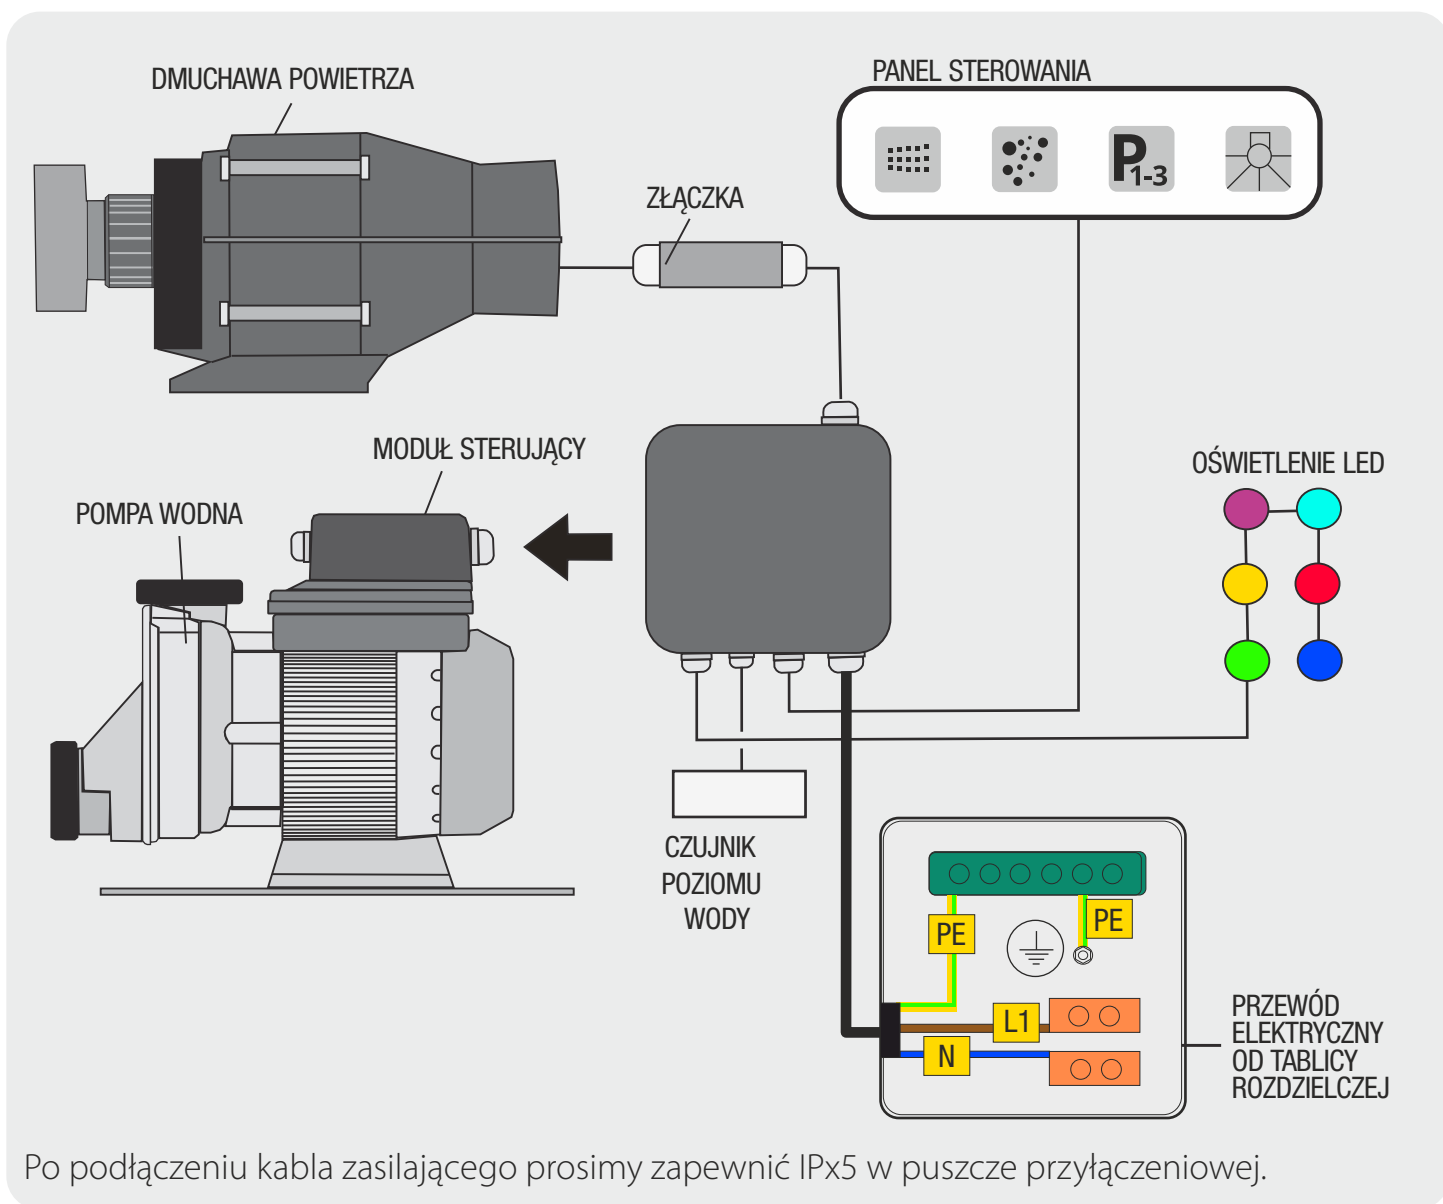 DMUCHAWA POWIETRZA
PANEL STEROWANIA
P1-3
ZŁĄCZKA
MODUŁ STERUJĄCY
POMPA WODNA
OŚWIETLENIE LED
CZUJNIK
POZIOMU
WODY
PE
PE
L1
N
PRZEWÓD
ELEKTRYCZNY
OD TABLICY
ROZDZIELCZEJ
Po podłączeniu kabla zasilającego prosimy zapewnić IPx5 w puszcze przyłączeniowej.